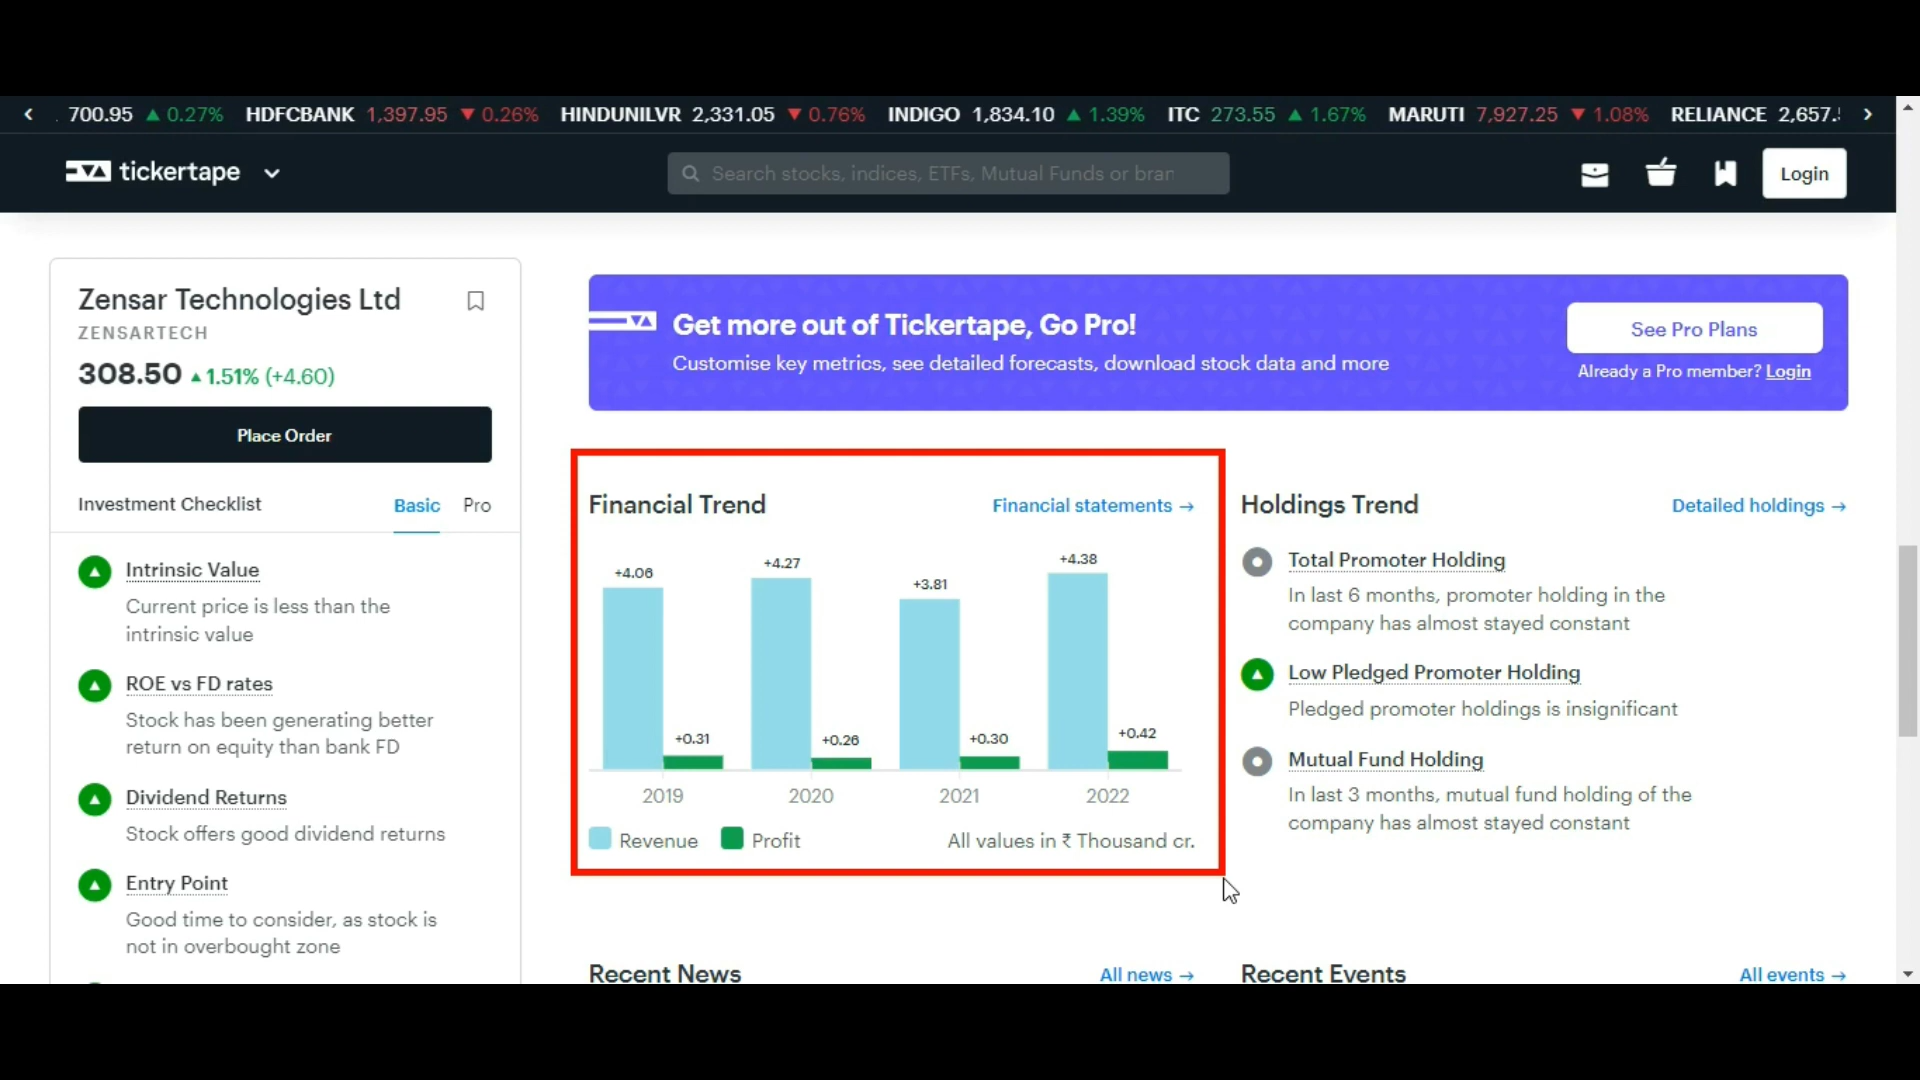 . 700.95 ▲ 0.27% HDFCBANK 1,397.95 ▼ 0.26% HINDUNILVR 2,331.05 ▼ 0.76% INDIGO 1,834.10 ▲ 1.39% ITC 273.55 ▲ 1.67% MARUTI 7,927.25 ▼ 1.08% RELIANCE 2,657.
tickertape
Search stocks, indices, ETFs, Mutual Funds or bran
Login
Zensar Technologies Ltd
ZENSARTECH
308.50 ▲ 1.51% (+4.60)
Place Order
Investment Checklist Basic Pro
Intrinsic Value
Current price is less than the
intrinsic value
ROE vs FD rates
Stock has been generating better
return on equity than bank FD
Dividend Returns
Stock offers good dividend returns
Entry Point
Good time to consider, as stock is
not in overbought zone
Get more out of Tickertape, Go Pro!
Customise key metrics, see detailed forecasts, download stock data and more
See Pro Plans
Already a Pro member? Login
Financial Trend Financial statements →
+4.06 +4.27 +3.81 +4.38
+0.31 +0.26 +0.30 +0.42
2019 2020 2021 2022
Revenue Profit All values in ₹ Thousand cr.
Holdings Trend Detailed holdings →
Total Promoter Holding
In last 6 months, promoter holding in the
company has almost stayed constant
Low Pledged Promoter Holding
Pledged promoter holdings is insignificant
Mutual Fund Holding
In last 3 months, mutual fund holding of the
company has almost stayed constant
Recent News All news →
Recent Events All events →